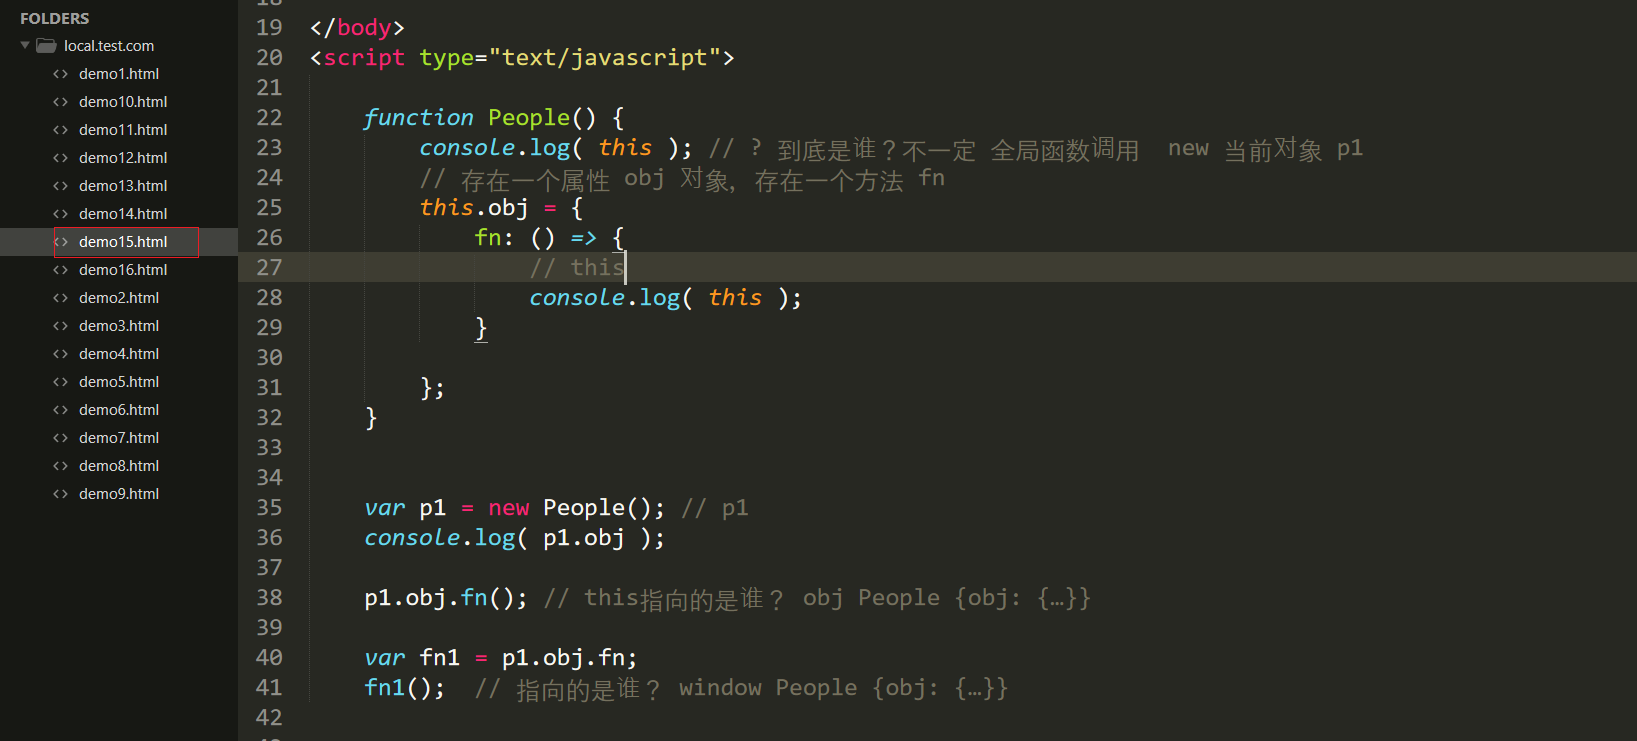 FOLDERS
local.test.com
<> demo1.html
<> demo10.html
<> demo11.html
<> demo12.html
<> demo13.html
<> demo14.html
<> demo15.html
<> demo16.html
<> demo2.html
<> demo3.html
<> demo4.html
<> demo5.html
<> demo6.html
<> demo7.html
<> demo8.html
<> demo9.html
19 </body>
20 <script type="text/javascript">
21
22 function People() {
23 console.log( this ); // ? 到底是谁？不一定 全局函数调用  new 当前对象 p1
24 // 存在一个属性 obj 对象，存在一个方法 fn
25 this.obj = {
26 fn: () => {
27 // this
28 console.log( this );
29 }
30
31 };
32 }
33
34
35 var p1 = new People(); // p1
36 console.log( p1.obj );
37
38 p1.obj.fn(); // this指向的是谁？ obj People {obj: {…}}
39
40 var fn1 = p1.obj.fn;
41 fn1();  // 指向的是谁？ window People {obj: {…}}
42